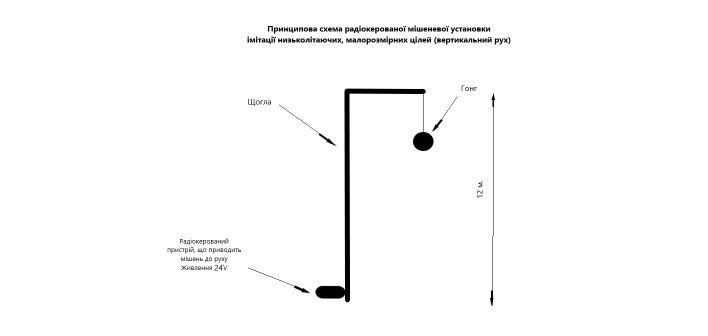 Принципова схема радіокерованої мішеневої установки
імітації низьколітаючих, малорозмірних цілей (вертикальний рух)
Гонг
Щогла
12 м.
Радіокерований
пристрій, що приводить
мішень до руху
Живлення 24V